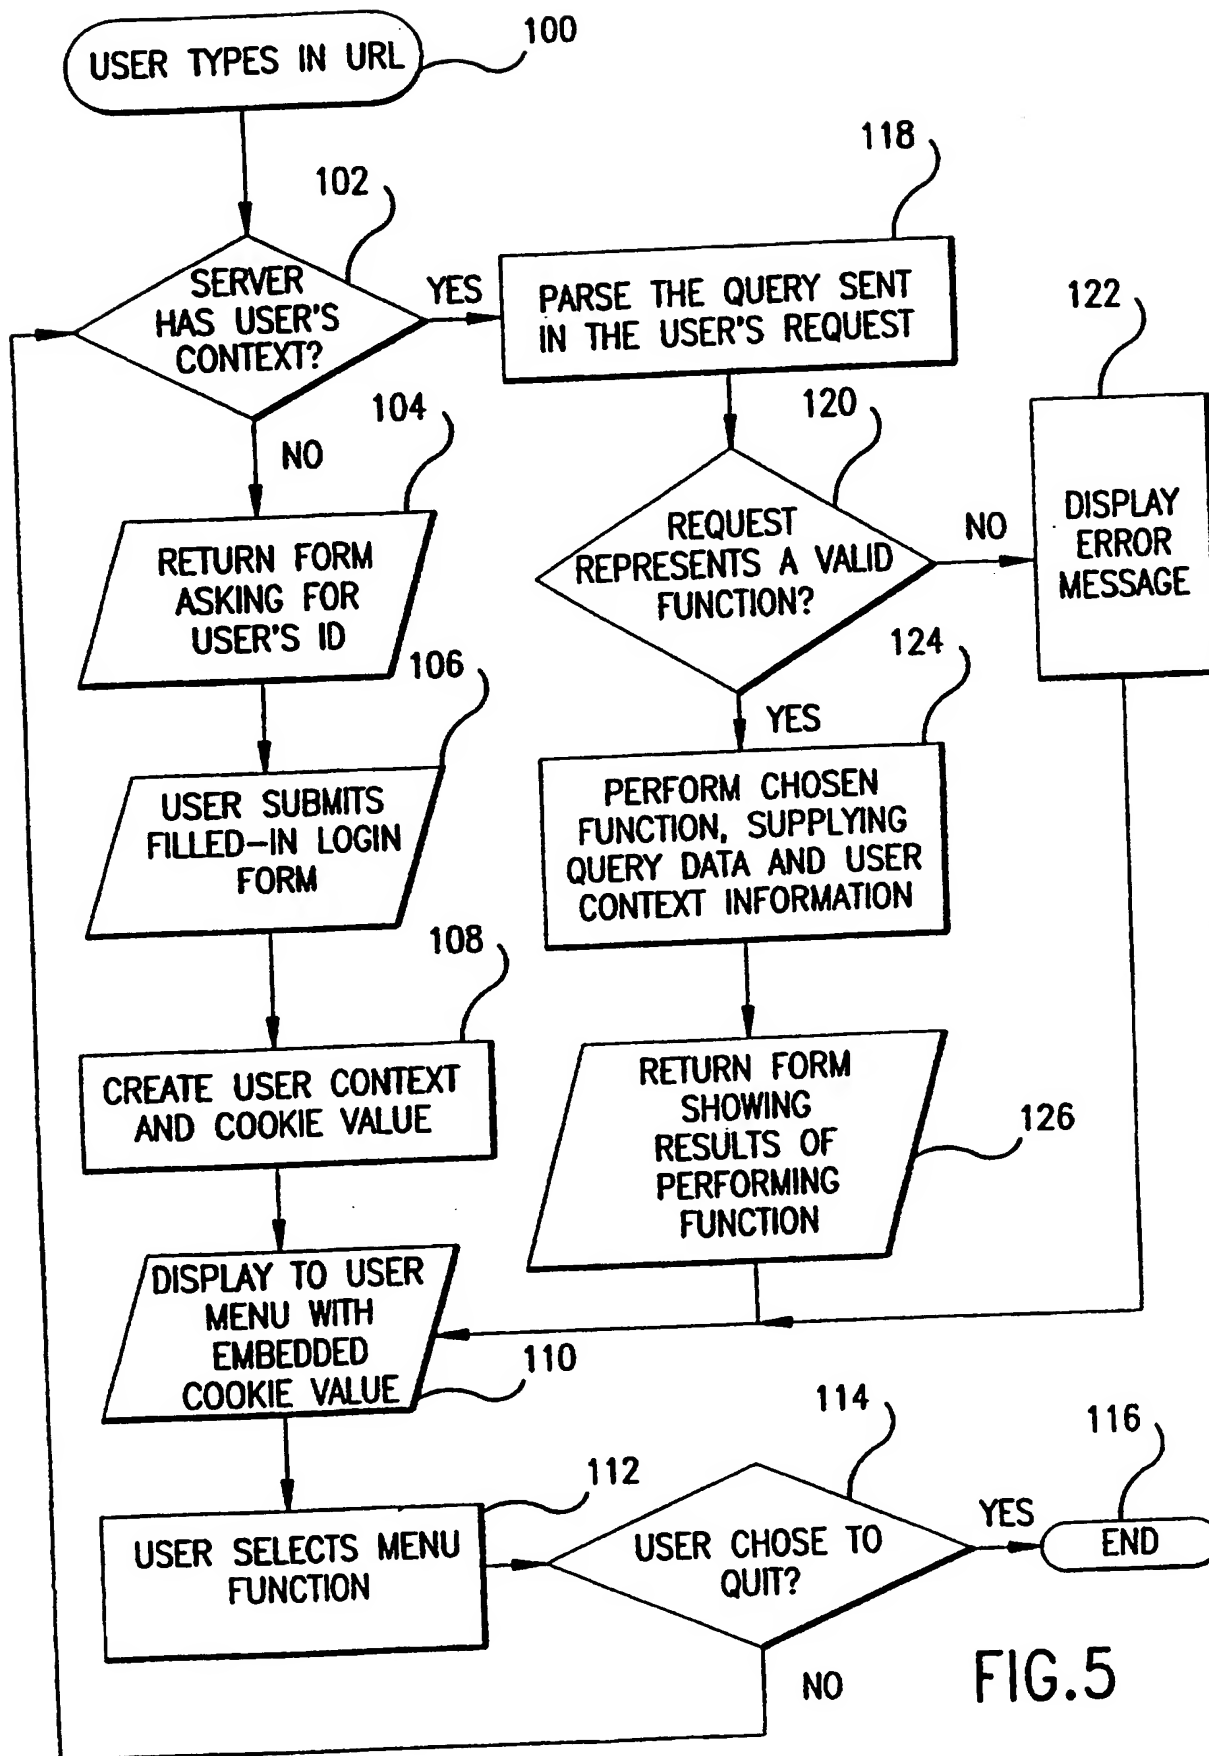 USER TYPES IN URL
100
102
SERVER
HAS USER'S
CONTEXT?
YES
NO
118
PARSE THE QUERY SENT
IN THE USER'S REQUEST
104
RETURN FORM
ASKING FOR
USER'S ID
120
REQUEST
REPRESENTS A VALID
FUNCTION?
NO
YES
122
DISPLAY
ERROR
MESSAGE
106
USER SUBMITS
FILLED-IN LOGIN
FORM
124
PERFORM CHOSEN
FUNCTION, SUPPLYING
QUERY DATA AND USER
CONTEXT INFORMATION
108
CREATE USER CONTEXT
AND COOKIE VALUE
RETURN FORM
SHOWING
RESULTS OF
PERFORMING
FUNCTION
126
DISPLAY TO USER
MENU WITH
EMBEDDED
COOKIE VALUE
110
112
USER SELECTS MENU
FUNCTION
114
USER CHOSE TO
QUIT?
YES
NO
116
END
FIG.5